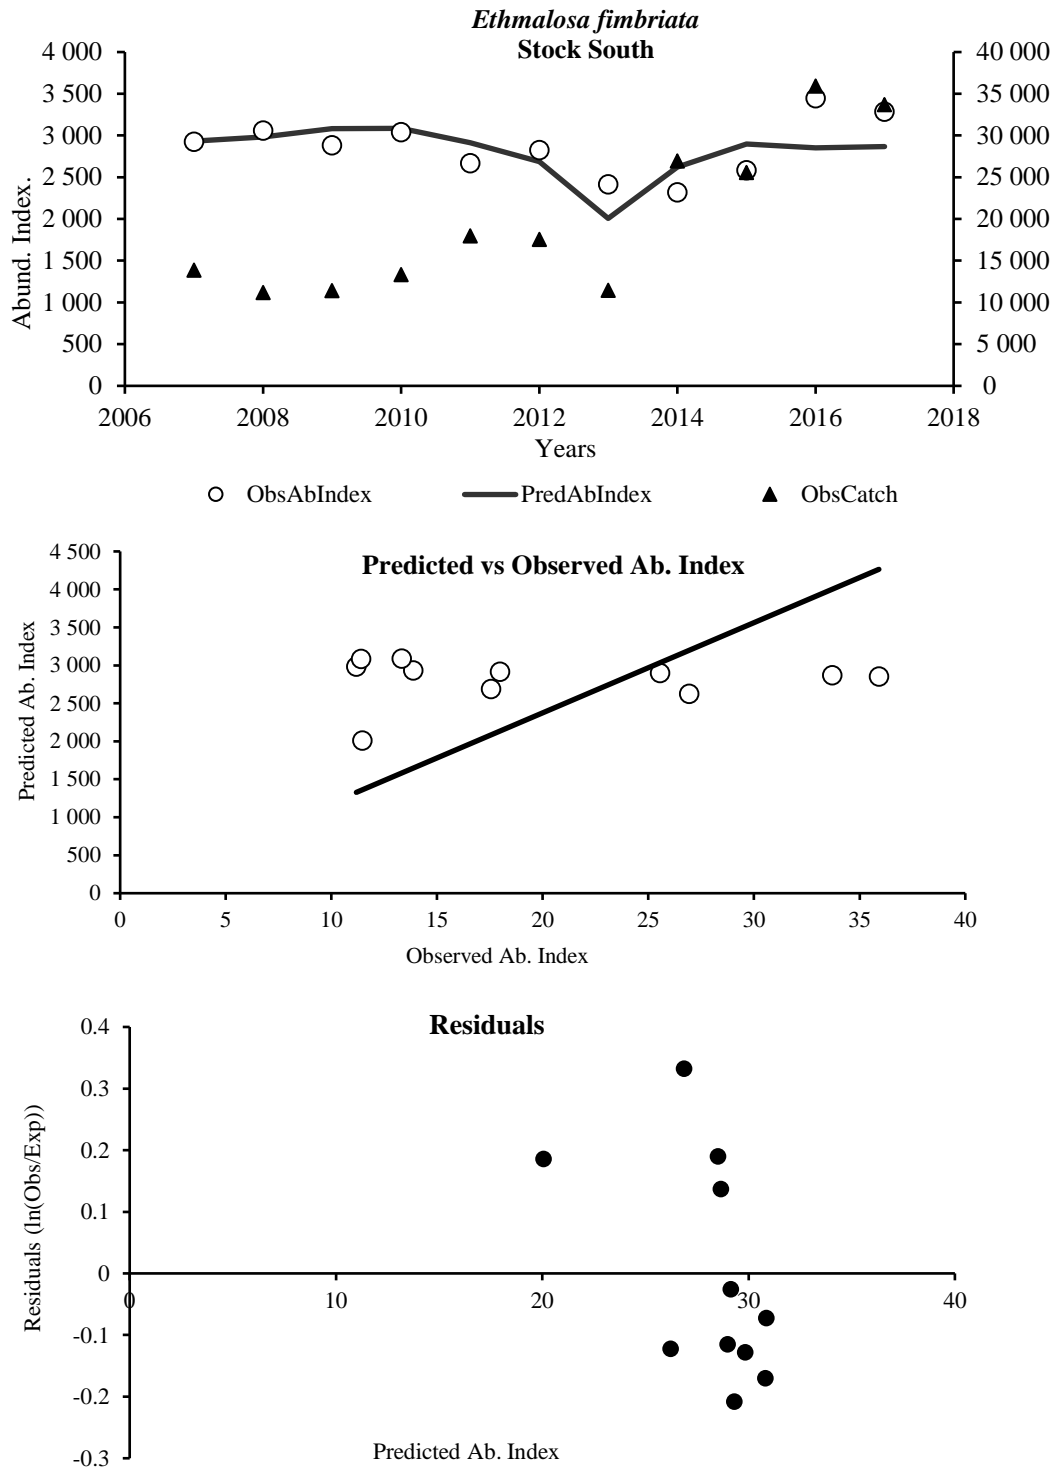 Ethmalosa fimbriata
Stock South
4 000
3 500
3 000
2 500
2 000
1 500
1 000
500
0
Abund. Index.
40 000
35 000
30 000
25 000
20 000
15 000
10 000
5 000
0
2006 2008 2010 2012 2014 2016 2018
Years
ObsAbIndex PredAbIndex ObsCatch
Predicted vs Observed Ab. Index
4 500
4 000
3 500
3 000
2 500
2 000
1 500
1 000
500
0
Predicted Ab. Index
0 5 10 15 20 25 30 35 40
Observed Ab. Index
Residuals
0.4
0.3
0.2
0.1
0
-0.1
-0.2
-0.3
Residuals (ln(Obs/Exp))
0 10 20 30 40
Predicted Ab. Index